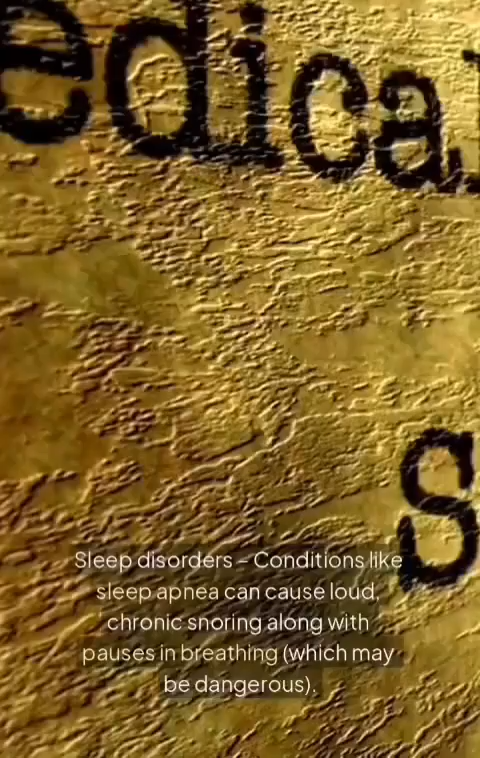 edical
s
Sleep disorders – Conditions like
sleep apnea can cause loud,
chronic snoring along with
pauses in breathing (which may
be dangerous).